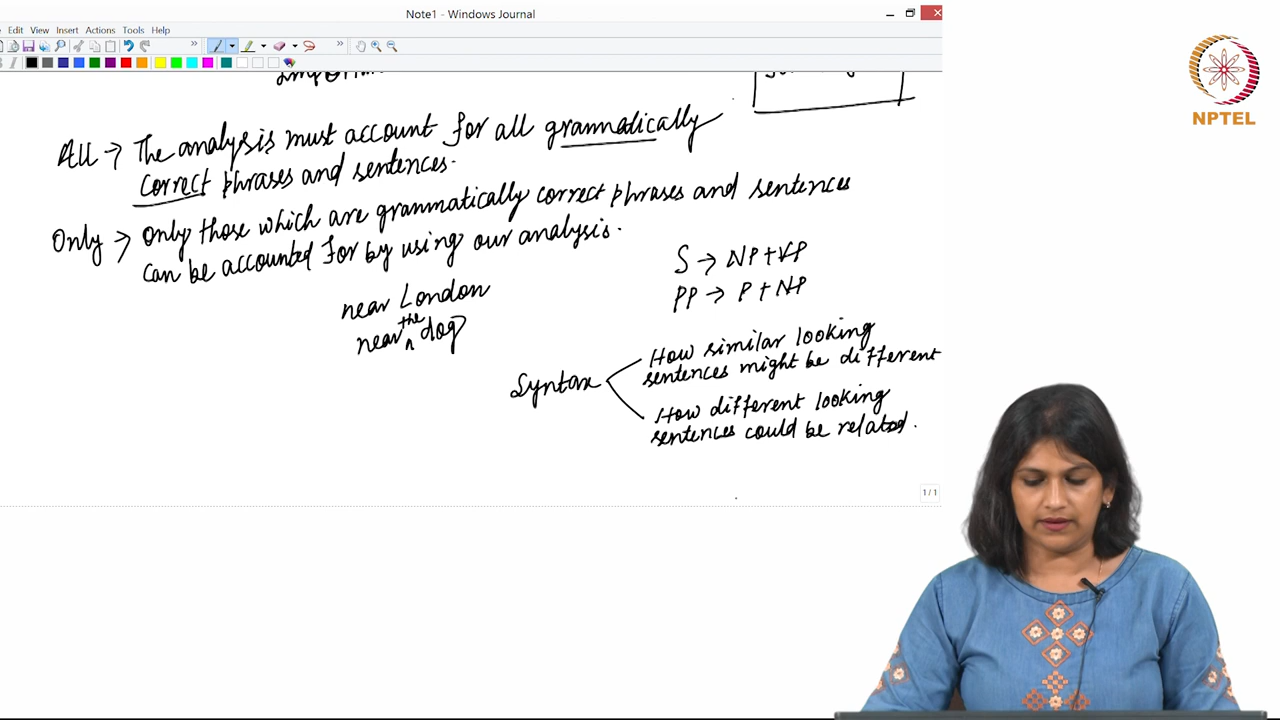 Note1 - Windows Journal
Edit View Insert Actions Tools Help
NPTEL
All → The analysis must account for all grammatically
correct phrases and sentences.
Only → Only those which are grammatically correct phrases and sentences
can be accounted for by using our analysis.
S → NP + VP
PP → P + NP
near London
near the dog
Syntax
How similar looking
sentences might be different
How different looking
sentences could be related.
1/1